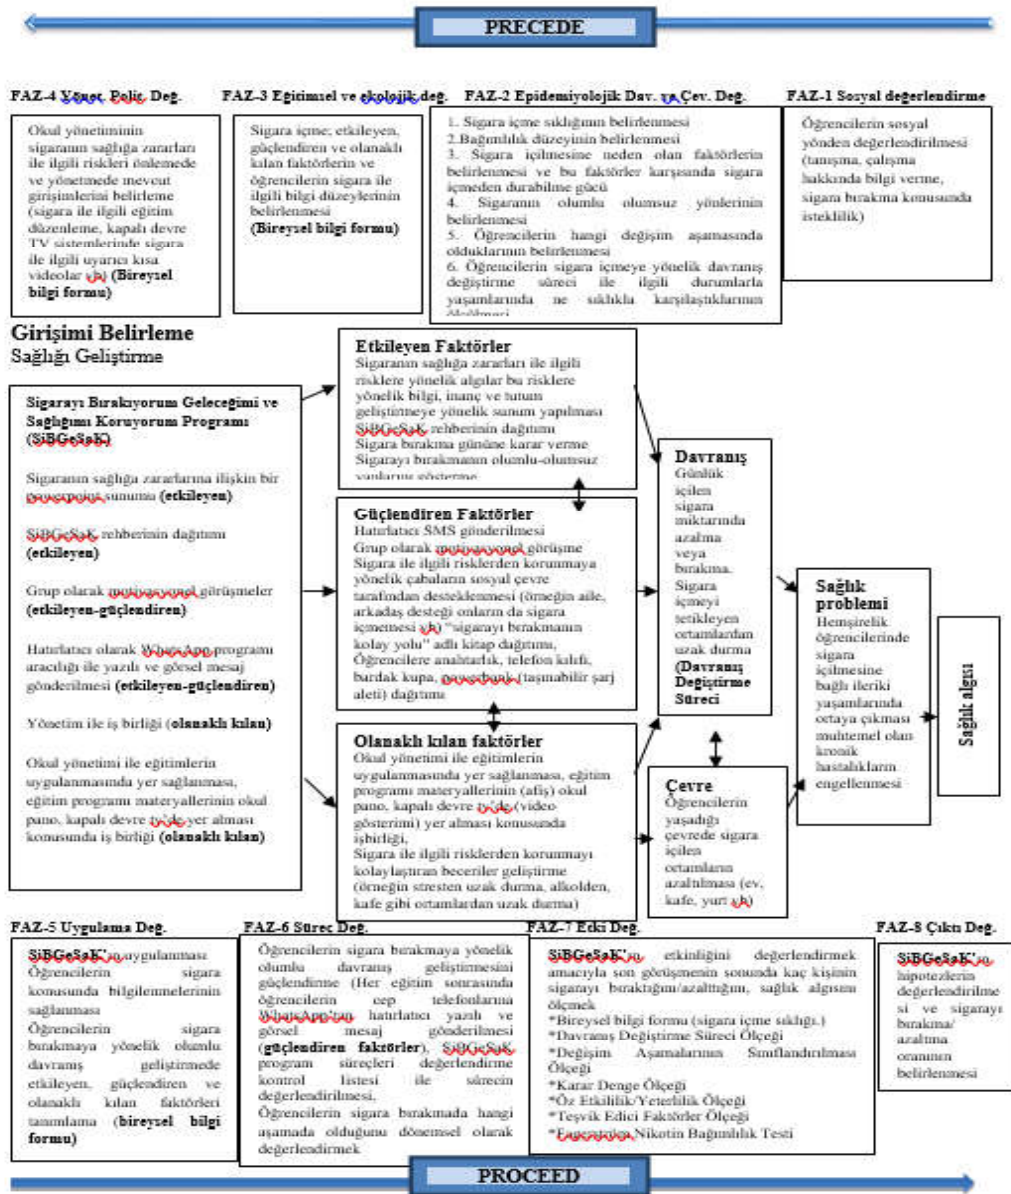 PRECEDE
FAZ-4 Yönet. Polit. Değ.
Okul yönetiminin
sigaranın sağlığa zararları
ile ilgili riskleri önlemede
ve yönetmede mevcut
girişimlerini belirleme
(sigara ile ilgili eğitim
düzenleme, kapalı devre
TV sistemlerinde sigara
ile ilgili uyarıcı kısa
videolar vb) (Bireysel
bilgi formu)
FAZ-3 Eğitimsel ve ekolojik değ.
Sigara içme; etkileyen,
güçlendiren ve olanaklı
kılan faktörlerin ve
öğrencilerin sigara ile
ilgili bilgi düzeylerinin
belirlenmesi
(Bireysel bilgi formu)
FAZ-2 Epidemiyolojik Dav. ve Çev. Değ.
1. Sigara içme sıklığının belirlenmesi
2.Bağımlılık düzeyinin belirlenmesi
3. Sigara içilmesine neden olan faktörlerin
belirlenmesi ve bu faktörler karşısında sigara
içmeden durabilme gücü
4. Sigaranın olumlu olumsuz yönlerinin
belirlenmesi
5. Öğrencilerin hangi değişim aşamasında
olduklarının belirlenmesi
6. Öğrencilerin sigara içmeye yönelik davranış
değiştirme süreci ile ilgili durumlarla
yaşamlarında ne sıklıkla karşılaştıklarının
FAZ-1 Sosyal değerlendirme
Öğrencilerin sosyal
yönden değerlendirilmesi
(tanışma, çalışma
hakkında bilgi verme,
sigara bırakma konusunda
isteklilik)
Girişimi Belirleme
Sağlığı Geliştirme
Sigarayı Bırakıyorum Geleceğimi ve
Sağlığımı Koruyorum Programı
(SiBGeSaK)
Sigaranın sağlığa zararlarına ilişkin bir
powerpoint sunumu (etkileyen)
SiBGeSaK rehberinin dağıtımı
(etkileyen)
Grup olarak motivasyonel görüşmeler
(etkileyen-güçlendiren)
Hatırlatıcı olarak WhatsApp programı
aracılığı ile yazılı ve görsel mesaj
gönderilmesi (etkileyen-güçlendiren)
Yönetim ile iş birliği (olanaklı kılan)
Okul yönetimi ile eğitimlerin
uygulanmasında yer sağlanması,
eğitim programı materyallerinin okul
pano, kapalı devre tv'de yer alması
konusunda iş birliği (olanaklı kılan)
Etkileyen Faktörler
Sigaranın sağlığa zararları ile ilgili
risklere yönelik algılar bu risklere
yönelik bilgi, inanç ve tutum
geliştirmeye yönelik sunum yapılması
SiBGeSaK rehberinin dağıtımı
Sigara bırakma gününe karar verme
Sigarayı bırakmanın olumlu-olumsuz
yanlarını gösterme
Güçlendiren Faktörler
Hatırlatıcı SMS gönderilmesi
Grup olarak motivasyonel görüşme
Sigara ile ilgili risklerden korunmaya
yönelik çabaların sosyal çevre
tarafından desteklenmesi (örneğin aile,
arkadaş desteği onların da sigara
içmemesi vb) “sigarayı bırakmanın
kolay yolu” adlı kitap dağıtımı,
Öğrencilere anahtarlık, telefon kılıfı,
bardak kupa, powerbank (taşınabilir şarj
aleti) dağıtımı
Olanaklı kılan faktörler
Okul yönetimi ile eğitimlerin
uygulanmasında yer sağlanması, eğitim
programı materyallerinin (afiş) okul
pano, kapalı devre tv'de (video
gösterimi) yer alması konusunda
işbirliği,
Sigara ile ilgili risklerden korunmayı
kolaylaştıran beceriler geliştirme
(örneğin stresten uzak durma, alkolden,
kafe gibi ortamlardan uzak durma)
Davranış
Günlük
içilen
sigara
miktarında
azalma
veya
bırakma.
Sigara
içmeyi
tetikleyen
ortamlardan
uzak durma
(Davranış
Değiştirme
Süreci
Çevre
Öğrencilerin
yaşadığı
çevrede sigara
içilen
ortamların
azaltılması (ev,
kafe, yurt vb)
Sağlık
problemi
Hemşirelik
öğrencilerinde
sigara
içilmesine
bağlı ileriki
yaşamlarında
ortaya çıkması
muhtemel olan
kronik
hastalıkların
engellenmesi
Sağlık algısı
FAZ-5 Uygulama Değ.
SiBGeSaK'ın uygulanması
Öğrencilerin sigara
konusunda bilgilenmelerinin
sağlanması
Öğrencilerin sigara
bırakmaya yönelik olumlu
davranış geliştirmede
etkileyen, güçlendiren ve
olanaklı kılan faktörleri
tanımlama (bireysel bilgi
formu)
FAZ-6 Sürec Değ.
Öğrencilerin sigara bırakmaya yönelik
olumlu davranış geliştirmesini
güçlendirme (Her eğitim sonrasında
öğrencilerin cep telefonlarına
WhatsApp'tan hatırlatıcı yazılı ve
görsel mesaj gönderilmesi
(güçlendiren faktörler), SiBGeSaK
program süreçleri değerlendirme
kontrol listesi ile sürecin
değerlendirilmesi,
Öğrencilerin sigara bırakmada hangi
aşamada olduğunu dönemsel olarak
değerlendirmek
FAZ-7 Etki Değ.
SiBGeSaK'ın etkinliğini değerlendirmek
amacıyla son görüşmenin sonunda kaç kişinin
sigarayı bıraktığını/azalttığını, sağlık algısını
ölçmek
*Bireysel bilgi formu (sigara içme sıklığı.)
*Davranış Değiştirme Süreci Ölçeği
*Değişim Aşamalarının Sınıflandırılması
Ölçeği
*Karar Denge Ölçeği
*Öz Etkililik/Yeterlilik Ölçeği
*Teşvik Edici Faktörler Ölçeği
*Fagerström Nikotin Bağımlılık Testi
FAZ-8 Çıktı Değ.
SiBGeSaK'ın
hipotezlerin
değerlendirilme
si ve sigarayı
bırakma/
azaltma
oranının
belirlenmesi
PROCEED